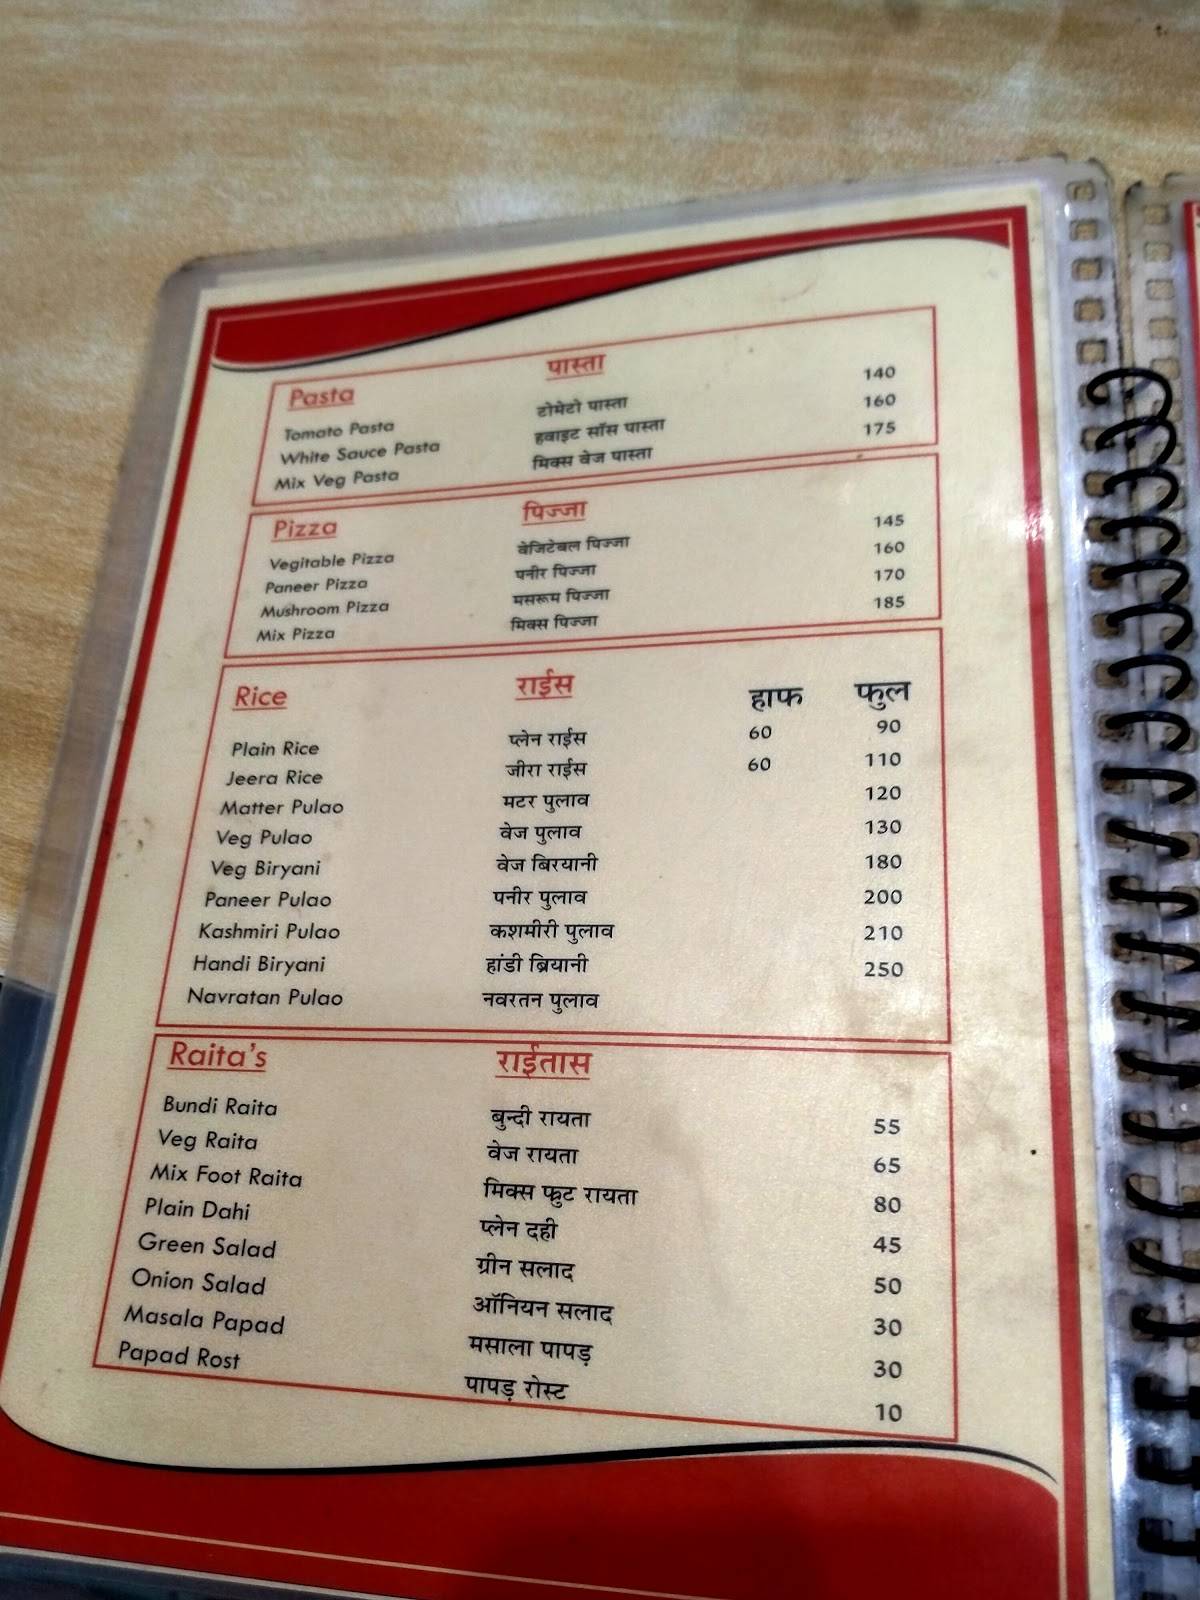 Pasta पास्ता
Tomato Pasta टोमेटो पास्ता 140
White Sauce Pasta हवाइट सॉस पास्ता 160
Mix Veg Pasta मिक्स वेज पास्ता 175
Pizza पिज्जा
Vegitable Pizza वेजिटेबल पिज्जा 145
Paneer Pizza पनीर पिज्जा 160
Mushroom Pizza मसरूम पिज्जा 170
Mix Pizza मिक्स पिज्जा 185
Rice राईस हाफ फुल
Plain Rice प्लेन राईस 60 90
Jeera Rice जीरा राईस 60 110
Matter Pulao मटर पुलाव 120
Veg Pulao वेज पुलाव 130
Veg Biryani वेज बिरयानी 180
Paneer Pulao पनीर पुलाव 200
Kashmiri Pulao कशमीरी पुलाव 210
Handi Biryani हांडी ब्रियानी 250
Navratan Pulao नवरतन पुलाव
Raita's राईतास
Bundi Raita बुन्दी रायता 55
Veg Raita वेज रायता 65
Mix Foot Raita मिक्स फ्रुट रायता 80
Plain Dahi प्लेन दही 45
Green Salad ग्रीन सलाद 50
Onion Salad ऑनियन सलाद 30
Masala Papad मसाला पापड़ 30
Papad Rost पापड़ रोस्ट 10